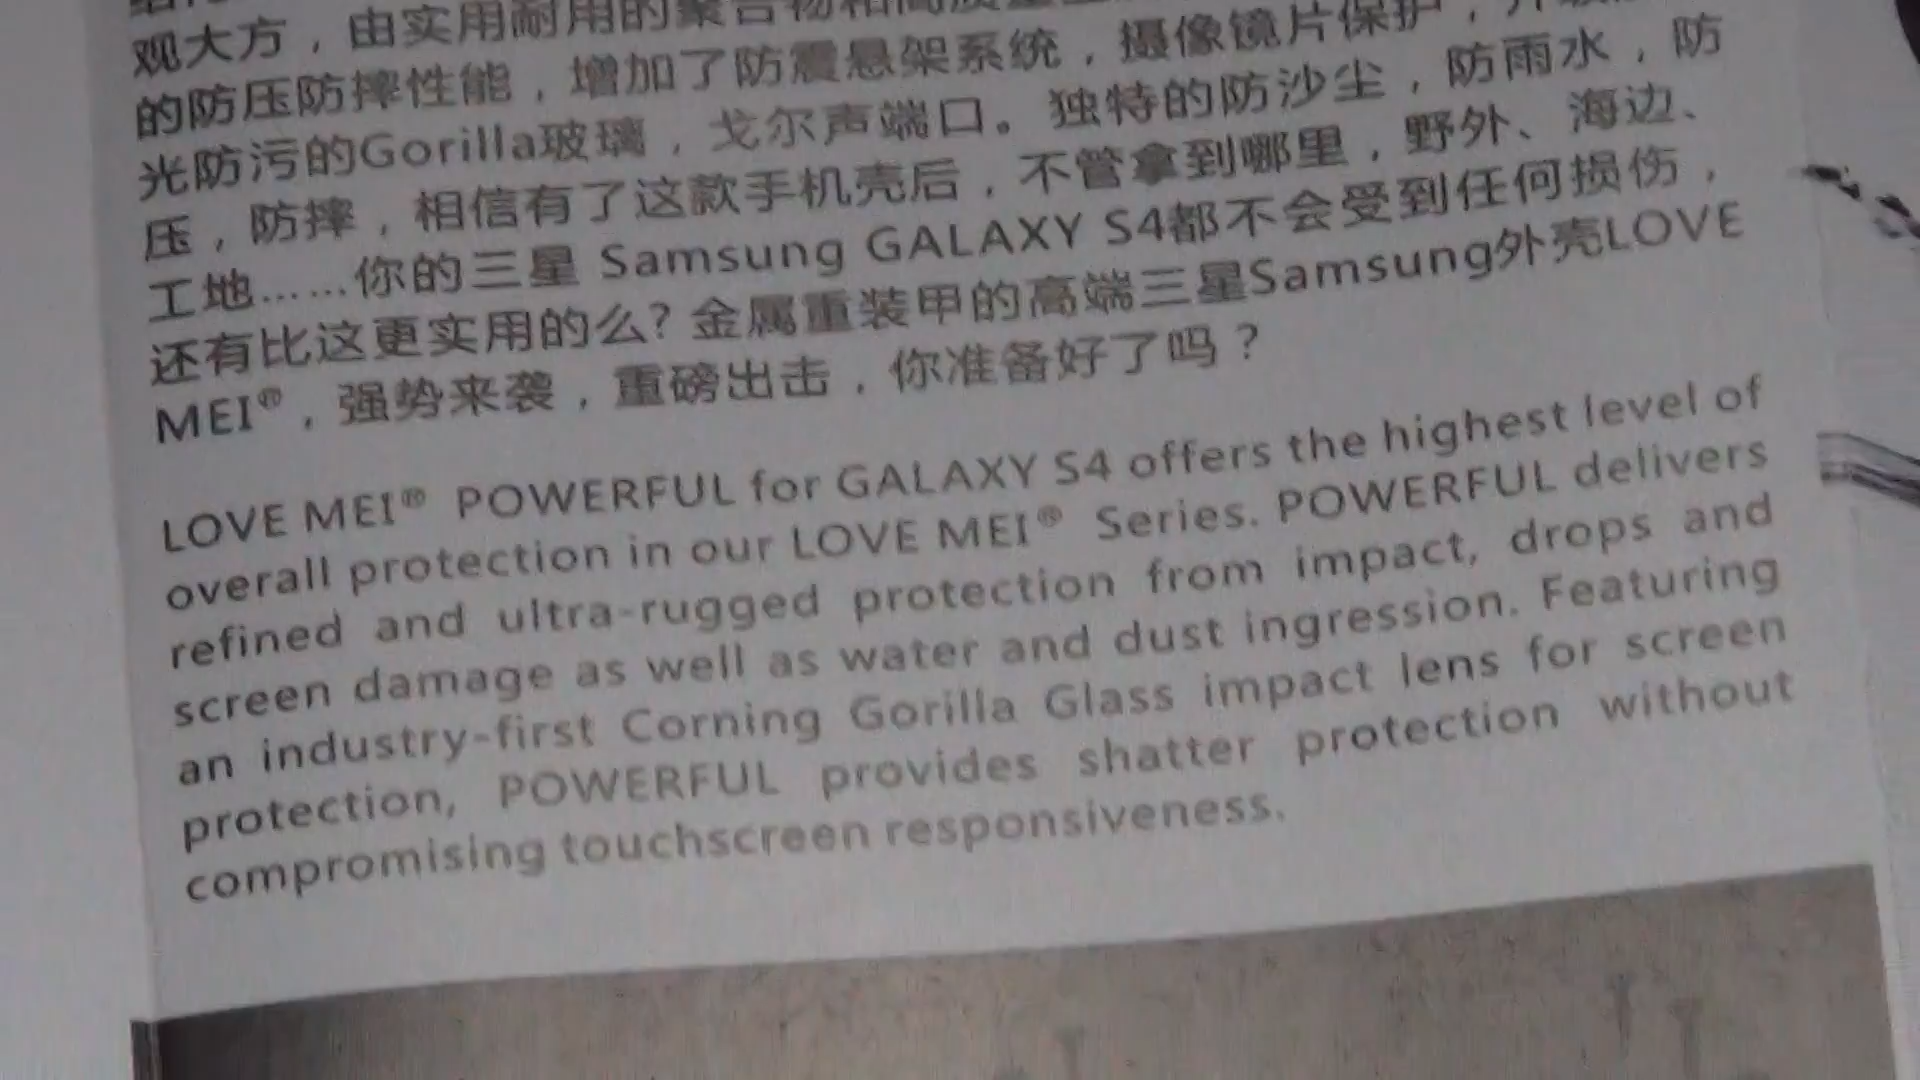 观大方，由实用耐用的聚合物和高质量金
的防压防摔性能，增加了防震悬架系统，摄像镜片保护，
光防污的Gorilla玻璃，戈尔声端口。独特的防沙尘，防雨水，防
压，防摔，相信有了这款手机壳后，不管拿到哪里，野外、海边、
工地……你的三星 Samsung GALAXY S4都不会受到任何损伤，
还有比这更实用的么? 金属重装甲的高端三星Samsung外壳LOVE
MEI®，强势来袭，重磅出击，你准备好了吗？
LOVE MEI® POWERFUL for GALAXY S4 offers the highest level of
overall protection in our LOVE MEI® Series. POWERFUL delivers
refined and ultra-rugged protection from impact, drops and
screen damage as well as water and dust ingression. Featuring
an industry-first Corning Gorilla Glass impact lens for screen
protection, POWERFUL provides shatter protection without
compromising touchscreen responsiveness.